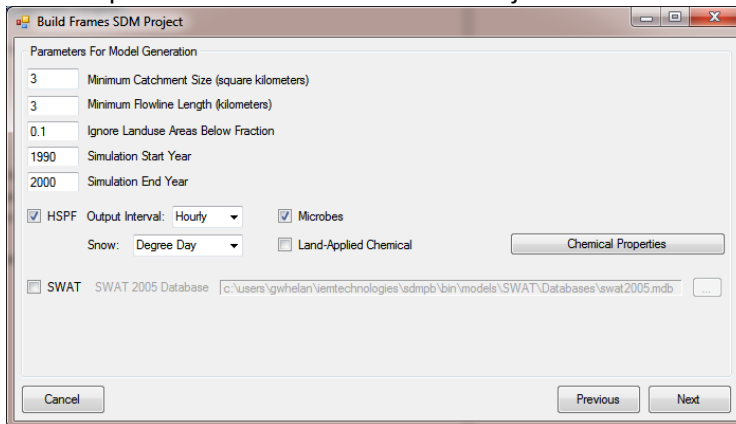 Build Frames SDM Project
Parameters For Model Generation
3 Minimum Catchment Size (square kilometers)
3 Minimum Flowline Length (kilometers)
0.1 Ignore Landuse Areas Below Fraction
1990 Simulation Start Year
2000 Simulation End Year
HSPF Output Interval: Hourly Microbes
Snow: Degree Day Land-Applied Chemical Chemical Properties
SWAT SWAT 2005 Database c:\users\gwhelan\iemtechnologies\sdmpb\bin\models\SWAT\Databases\swat2005.mdb ...
Cancel Previous Next